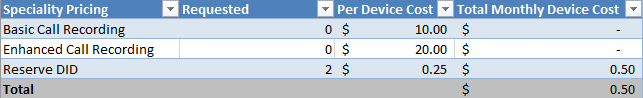 Speciality Pricing Requested Per Device Cost Total Monthly Device Cost
Basic Call Recording 0 $ 10.00 $ -
Enhanced Call Recording 0 $ 20.00 $ -
Reserve DID 2 $ 0.25 $ 0.50
Total $ 0.50